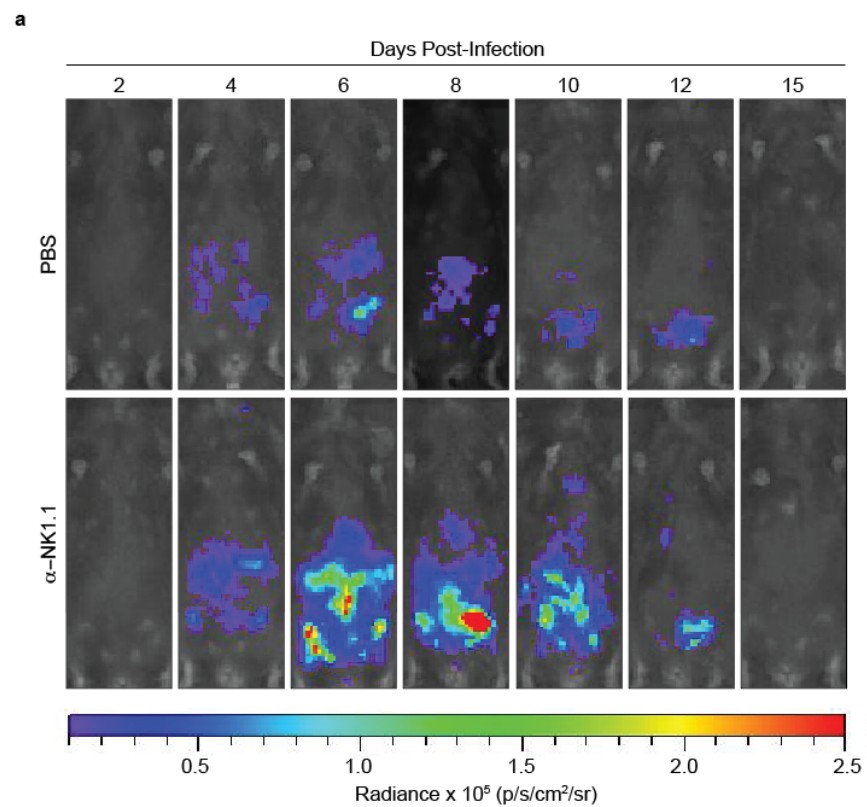 a
Days Post-Infection
2 4 6 8 10 12 15
PBS
α–NK1.1
0.5 1.0 1.5 2.0 2.5
Radiance x 10⁵ (p/s/cm²/sr)